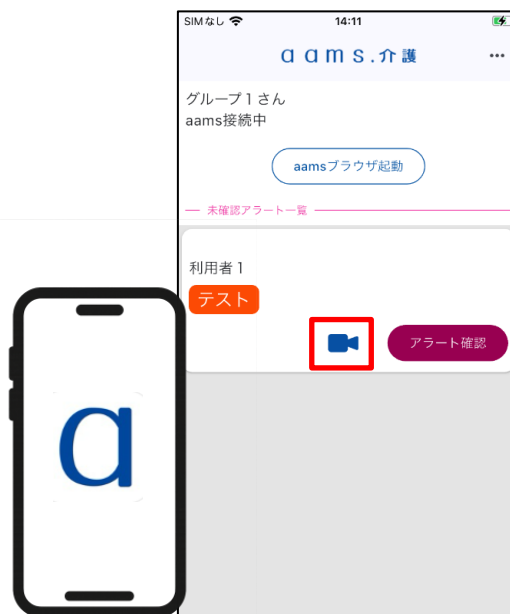 SIMなし 14:11
aams.介護 ...
グループ1さん
aams接続中
aamsブラウザ起動
未確認アラート一覧
利用者1
テスト
アラート確認
a